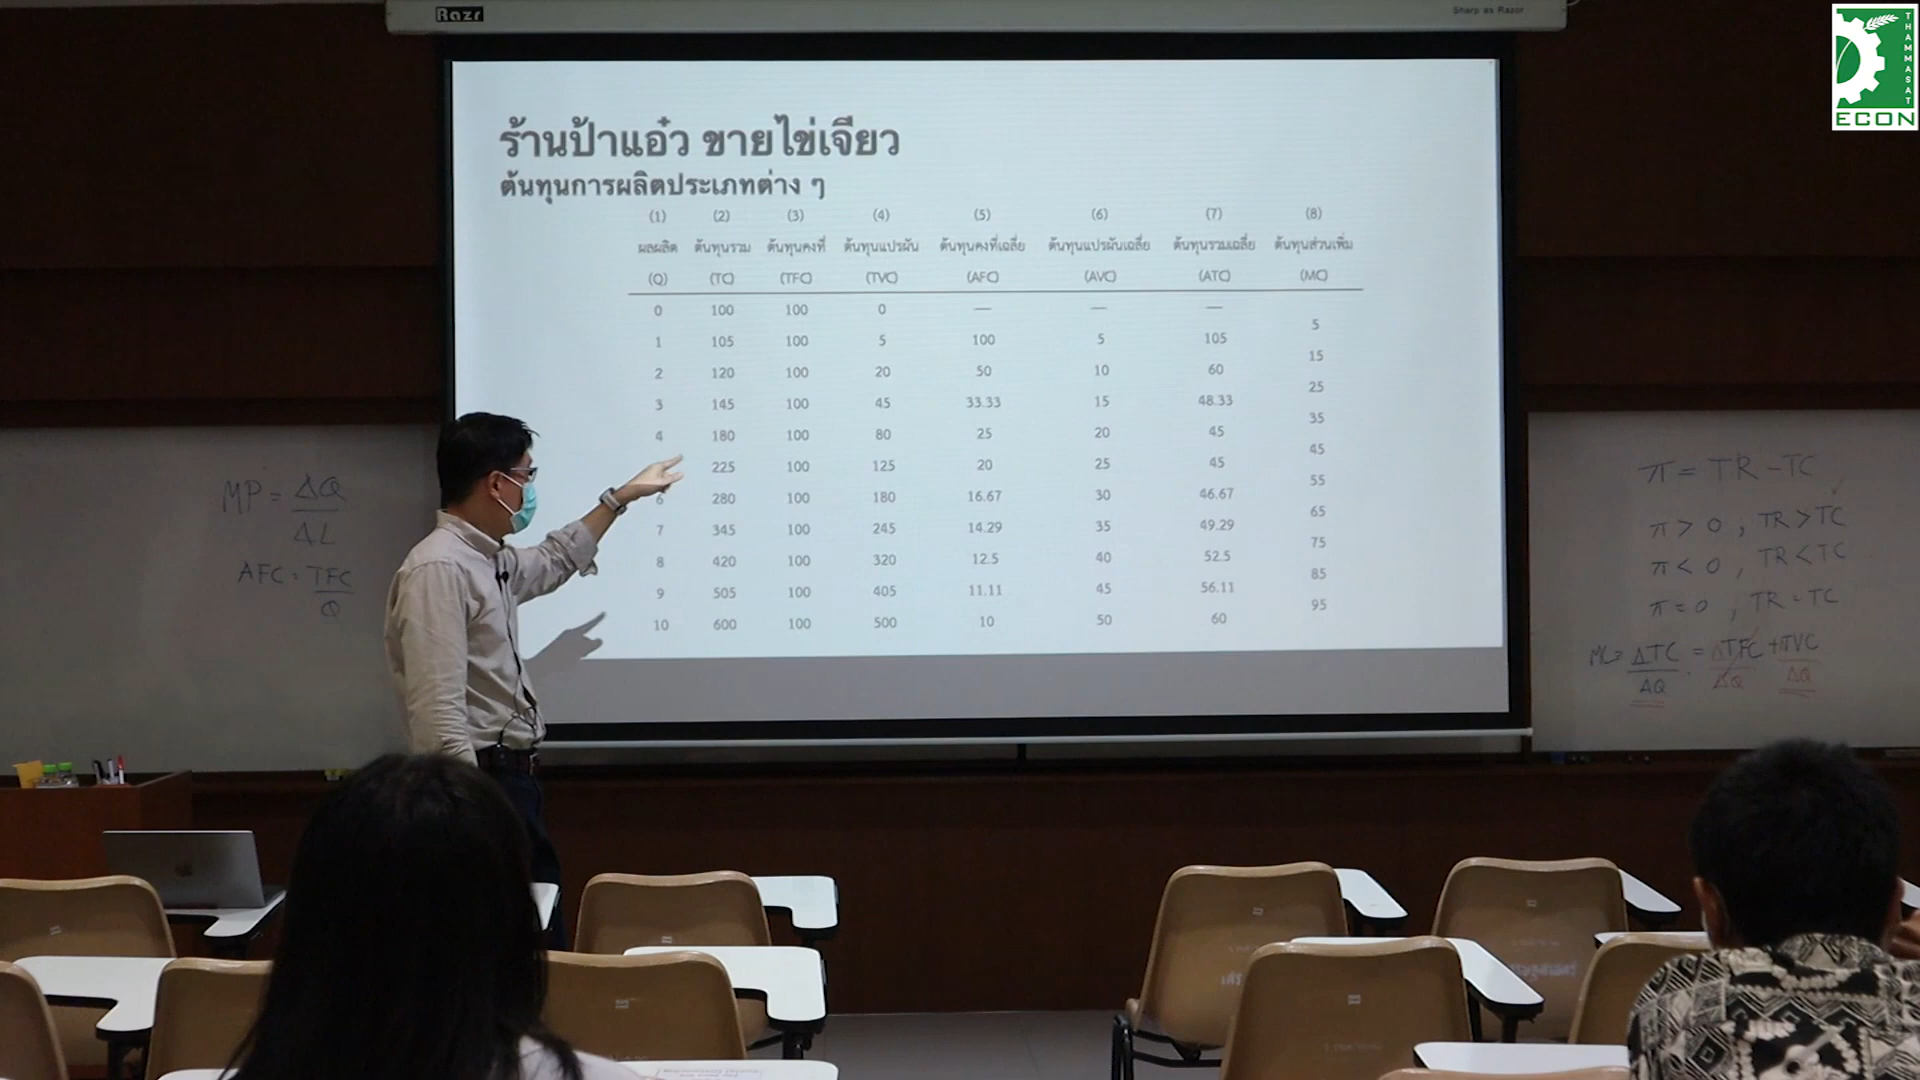 Razr
Sharp as Razor
THAMMASAT
ECON
ร้านป้าแอ๋ว ขายไข่เจียว
ต้นทุนการผลิตประเภทต่าง ๆ
(1) (2) (3) (4) (5) (6) (7) (8)
ผลผลิต ต้นทุนรวม ต้นทุนคงที่ ต้นทุนแปรผัน ต้นทุนคงที่เฉลี่ย ต้นทุนแปรผันเฉลี่ย ต้นทุนรวมเฉลี่ย ต้นทุนส่วนเพิ่ม
(Q) (TC) (TFC) (TVC) (AFC) (AVC) (ATC) (MC)
0 100 100 0 — — —
5
1 105 100 5 100 5 105
15
2 120 100 20 50 10 60
25
3 145 100 45 33.33 15 48.33
35
4 180 100 80 25 20 45
45
225 100 125 20 25 45
55
6 280 100 180 16.67 30 46.67
65
7 345 100 245 14.29 35 49.29
75
8 420 100 320 12.5 40 52.5
85
9 505 100 405 11.11 45 56.11
95
10 600 100 500 10 50 60
MP = ΔQ
ΔL
AFC = TFC
Q
π = TR - TC
π > 0 , TR > TC
π < 0 , TR < TC
π = 0 , TR = TC
MC = ΔTC = ΔTFC + ΔTVC
ΔQ ΔQ ΔQ